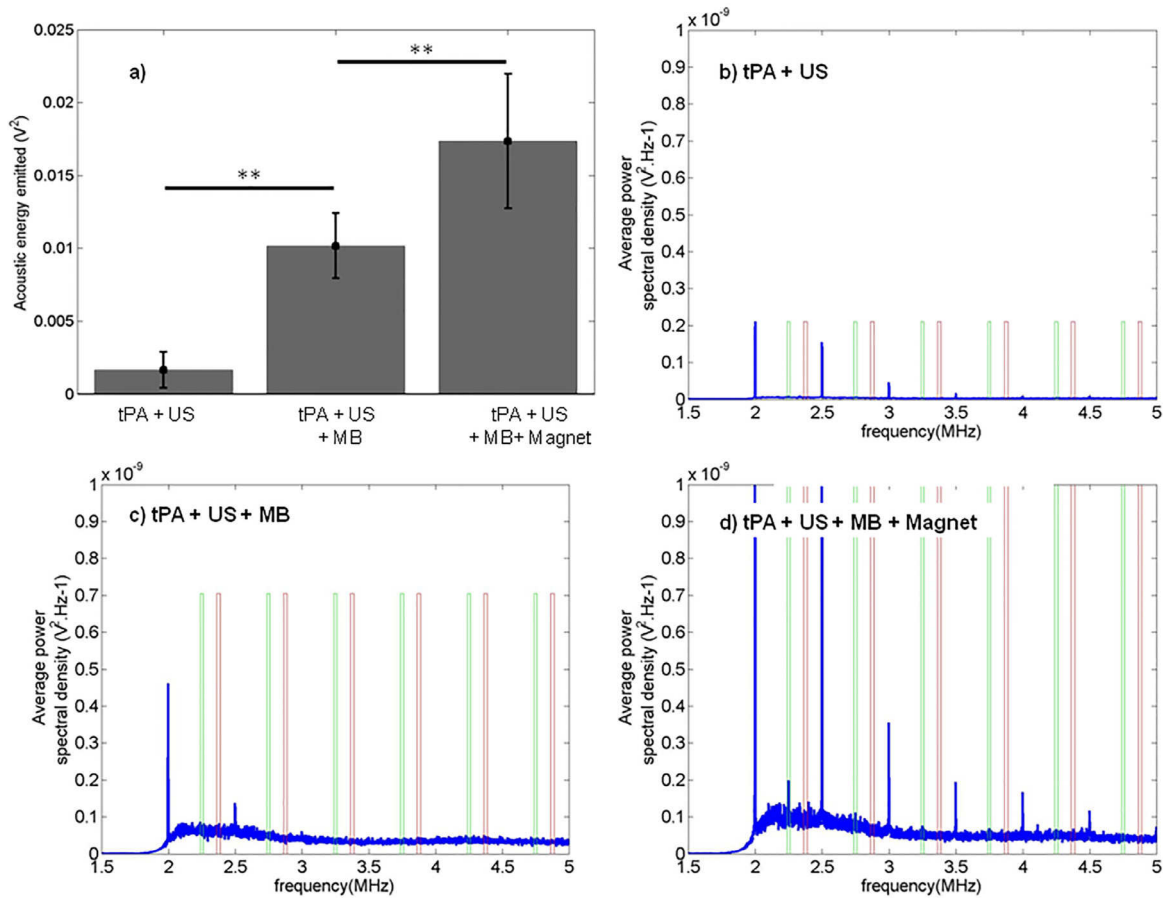 a)
**
**
Acoustic energy emitted (V²)
0.025
0.02
0.015
0.01
0.005
0
tPA + US
tPA + US
+ MB
tPA + US
+ MB+ Magnet
x 10⁻⁹
b) tPA + US
Average power
spectral density (V².Hz-1)
1
0.9
0.8
0.7
0.6
0.5
0.4
0.3
0.2
0.1
0
1.5 2 2.5 3 3.5 4 4.5 5
frequency(MHz)
x 10⁻⁹
c) tPA + US + MB
Average power
spectral density (V².Hz-1)
1
0.9
0.8
0.7
0.6
0.5
0.4
0.3
0.2
0.1
0
1.5 2 2.5 3 3.5 4 4.5 5
frequency(MHz)
x 10⁻⁹
d) tPA + US + MB + Magnet
Average power
spectral density (V².Hz-1)
1
0.9
0.8
0.7
0.6
0.5
0.4
0.3
0.2
0.1
0
1.5 2 2.5 3 3.5 4 4.5 5
frequency(MHz)